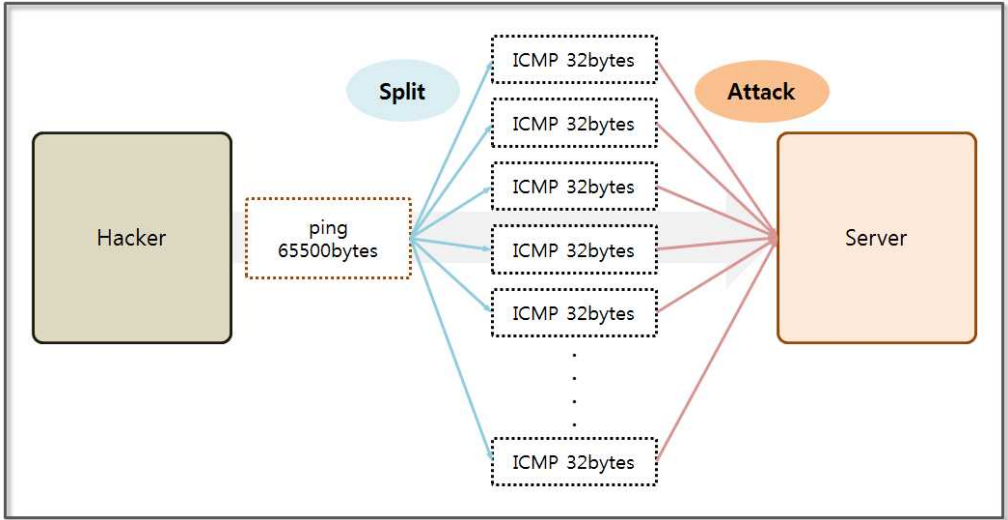 Split
Attack
Hacker
ping
65500bytes
ICMP 32bytes
ICMP 32bytes
ICMP 32bytes
ICMP 32bytes
ICMP 32bytes
ICMP 32bytes
Server